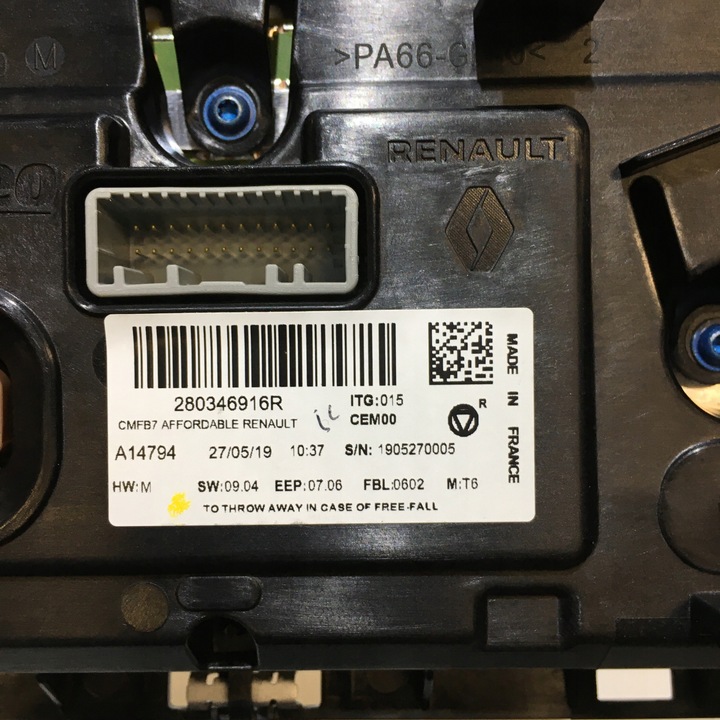 M >PA66- < 2
RENAULT
280346916R ITG:015
CMFB7 AFFORDABLE RENAULT CEM00 R
A14794 27/05/19 10:37 S/N: 1905270005
HW:M SW:09.04 EEP:07.06 FBL:0602 M:T6
TO THROW AWAY IN CASE OF FREE-FALL
MADE IN FRANCE